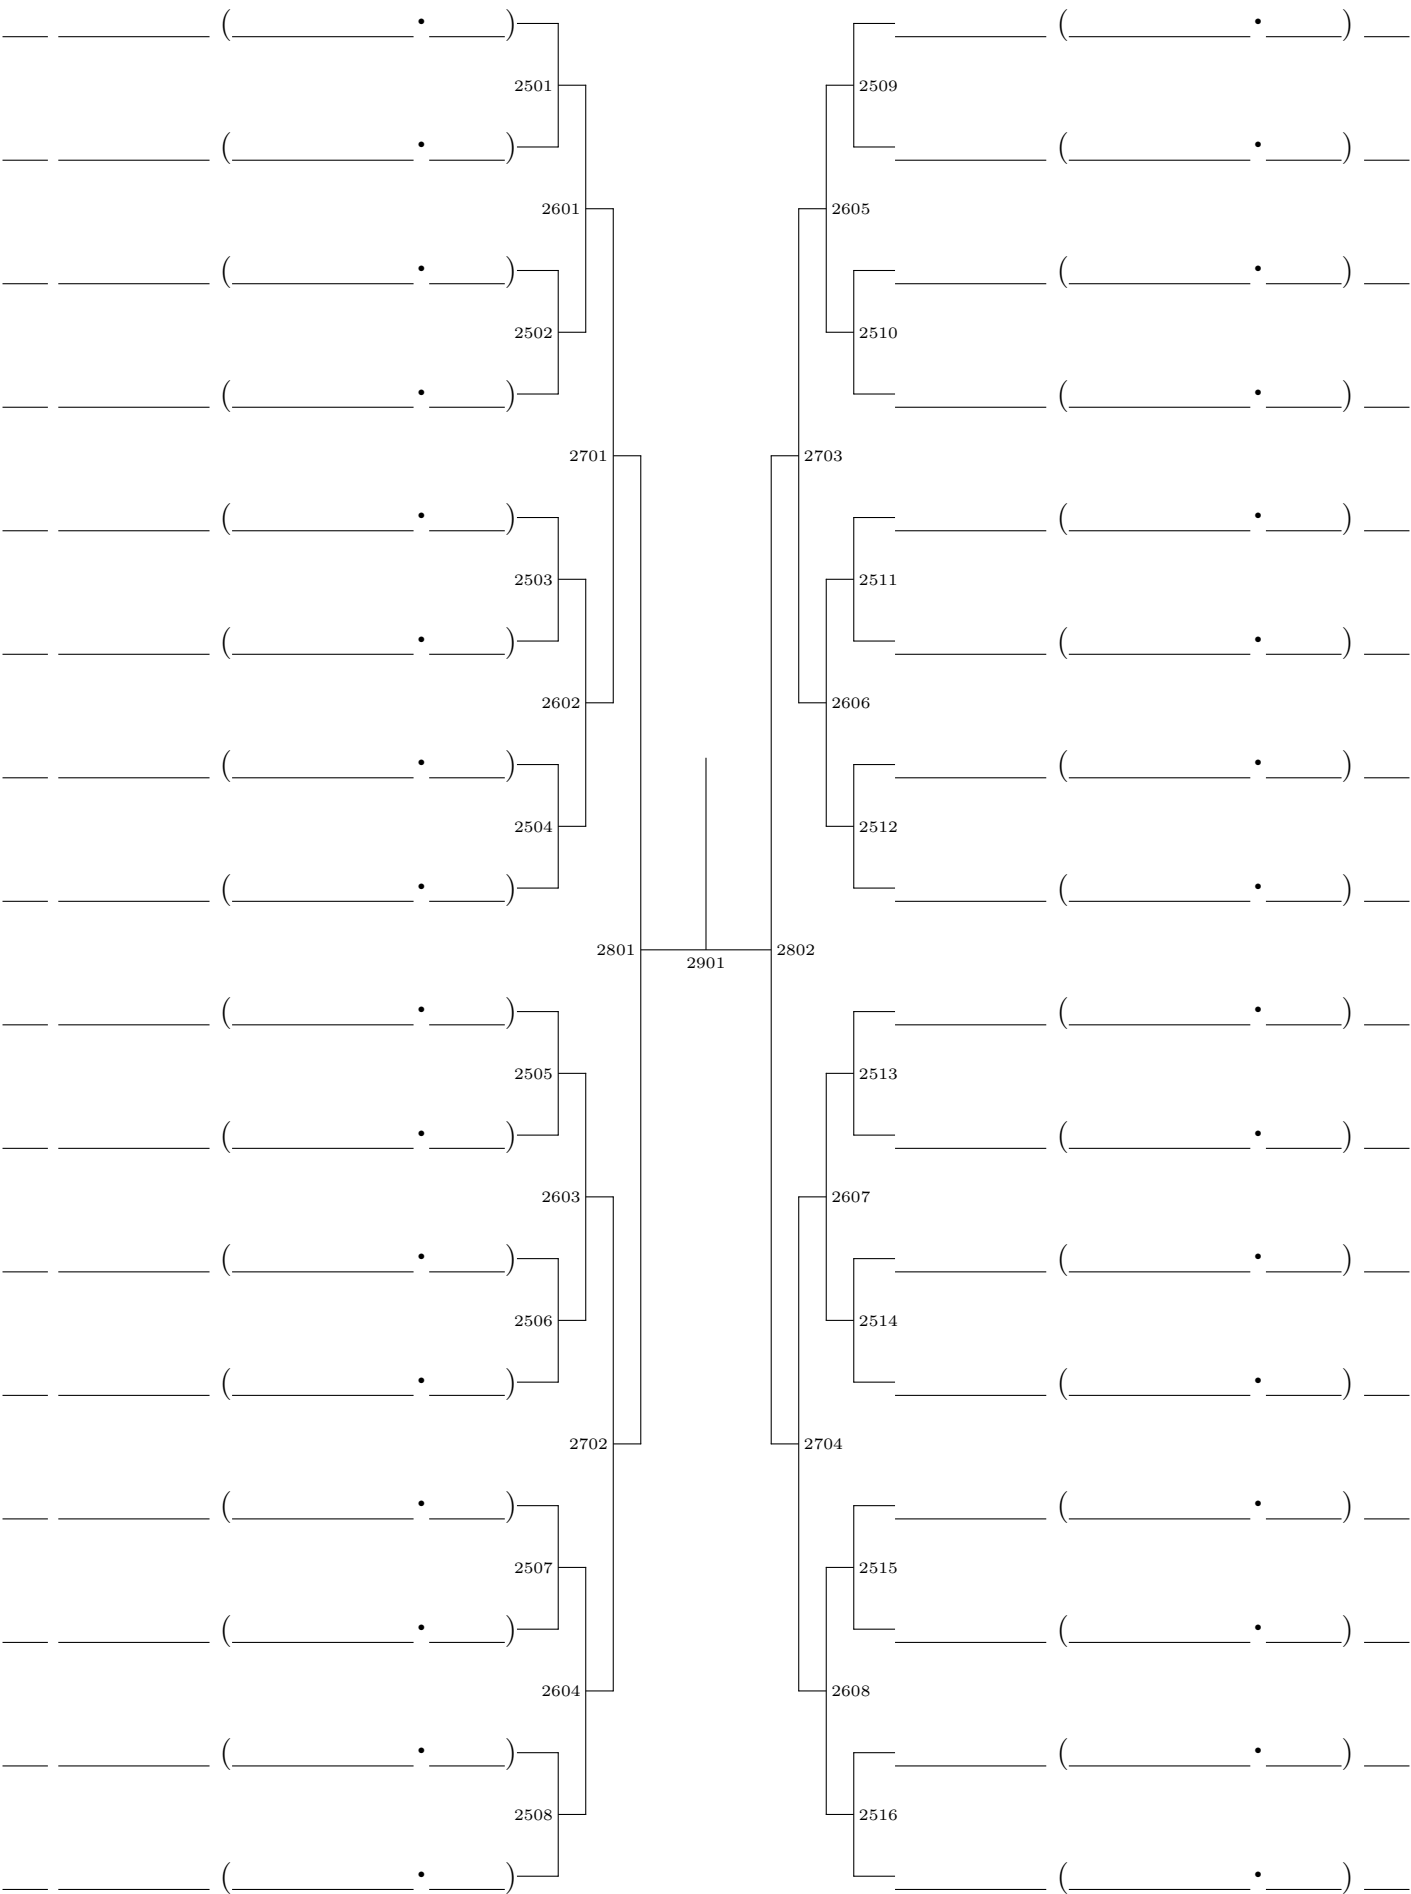 ( • ) ( • )
2501 2509
( • ) ( • )
2601 2605
( • ) ( • )
2502 2510
( • ) ( • )
2701 2703
( • ) ( • )
2503 2511
( • ) ( • )
2602 2606
( • ) ( • )
2504 2512
( • ) ( • )
2801 2802
2901
( • ) ( • )
2505 2513
( • ) ( • )
2603 2607
( • ) ( • )
2506 2514
( • ) ( • )
2702 2704
( • ) ( • )
2507 2515
( • ) ( • )
2604 2608
( • ) ( • )
2508 2516
( • ) ( • )